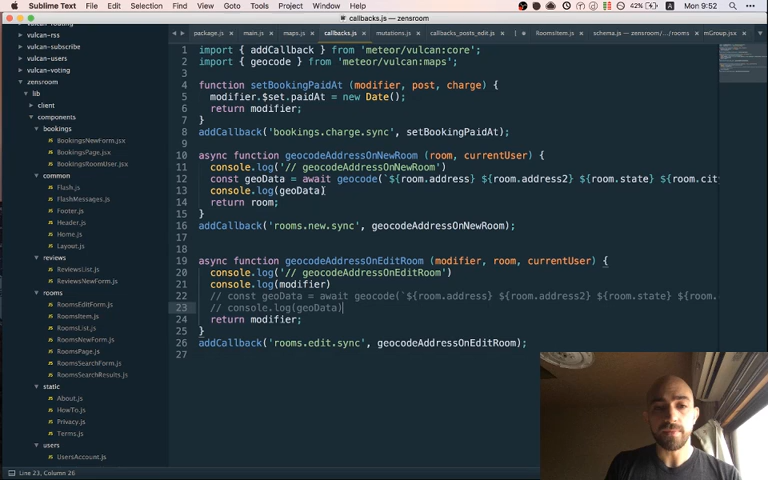 Sublime Text File Edit Selection Find View Goto Tools Project Window Help 42% Mon 9:52
callbacks.js — zensroom
package.js main.js maps.js callbacks.js mutations.js callbacks_posts_edit.js RoomsItem.js schema.js — zensroom/.../rooms mGroup.jsx
vulcan-rss
vulcan-subscribe
vulcan-users
vulcan-voting
zensroom
lib
client
components
bookings
BookingsNewForm.jsx
BookingsPage.jsx
BookingsRoomUser.jsx
common
Flash.js
FlashMessages.js
Footer.js
Header.js
Home.js
Layout.js
reviews
ReviewsList.js
ReviewsNewForm.js
rooms
RoomsEditForm.js
RoomsItem.js
RoomsList.js
RoomsNewForm.js
RoomsPage.js
RoomsSearchForm.js
RoomsSearchResults.js
static
About.js
HowTo.js
Privacy.js
Terms.js
users
UsersAccount.js
1 import { addCallback } from 'meteor/vulcan:core';
2 import { geocode } from 'meteor/vulcan:maps';
3
4 function setBookingPaidAt (modifier, post, charge) {
5 modifier.$set.paidAt = new Date();
6 return modifier;
7 }
8 addCallback('bookings.charge.sync', setBookingPaidAt);
9
10 async function geocodeAddressOnNewRoom (room, currentUser) {
11 console.log('// geocodeAddressOnNewRoom')
12 const geoData = await geocode(`${room.address} ${room.address2} ${room.state} ${room.cit
13 console.log(geoData)
14 return room;
15 }
16 addCallback('rooms.new.sync', geocodeAddressOnNewRoom);
17
18
19 async function geocodeAddressOnEditRoom (modifier, room, currentUser) {
20 console.log('// geocodeAddressOnEditRoom')
21 console.log(modifier)
22 // const geoData = await geocode(`${room.address} ${room.address2} ${room.state} ${room.
23 // console.log(geoData)
24 return modifier;
25 }
26 addCallback('rooms.edit.sync', geocodeAddressOnEditRoom);
27
Line 23, Column 26